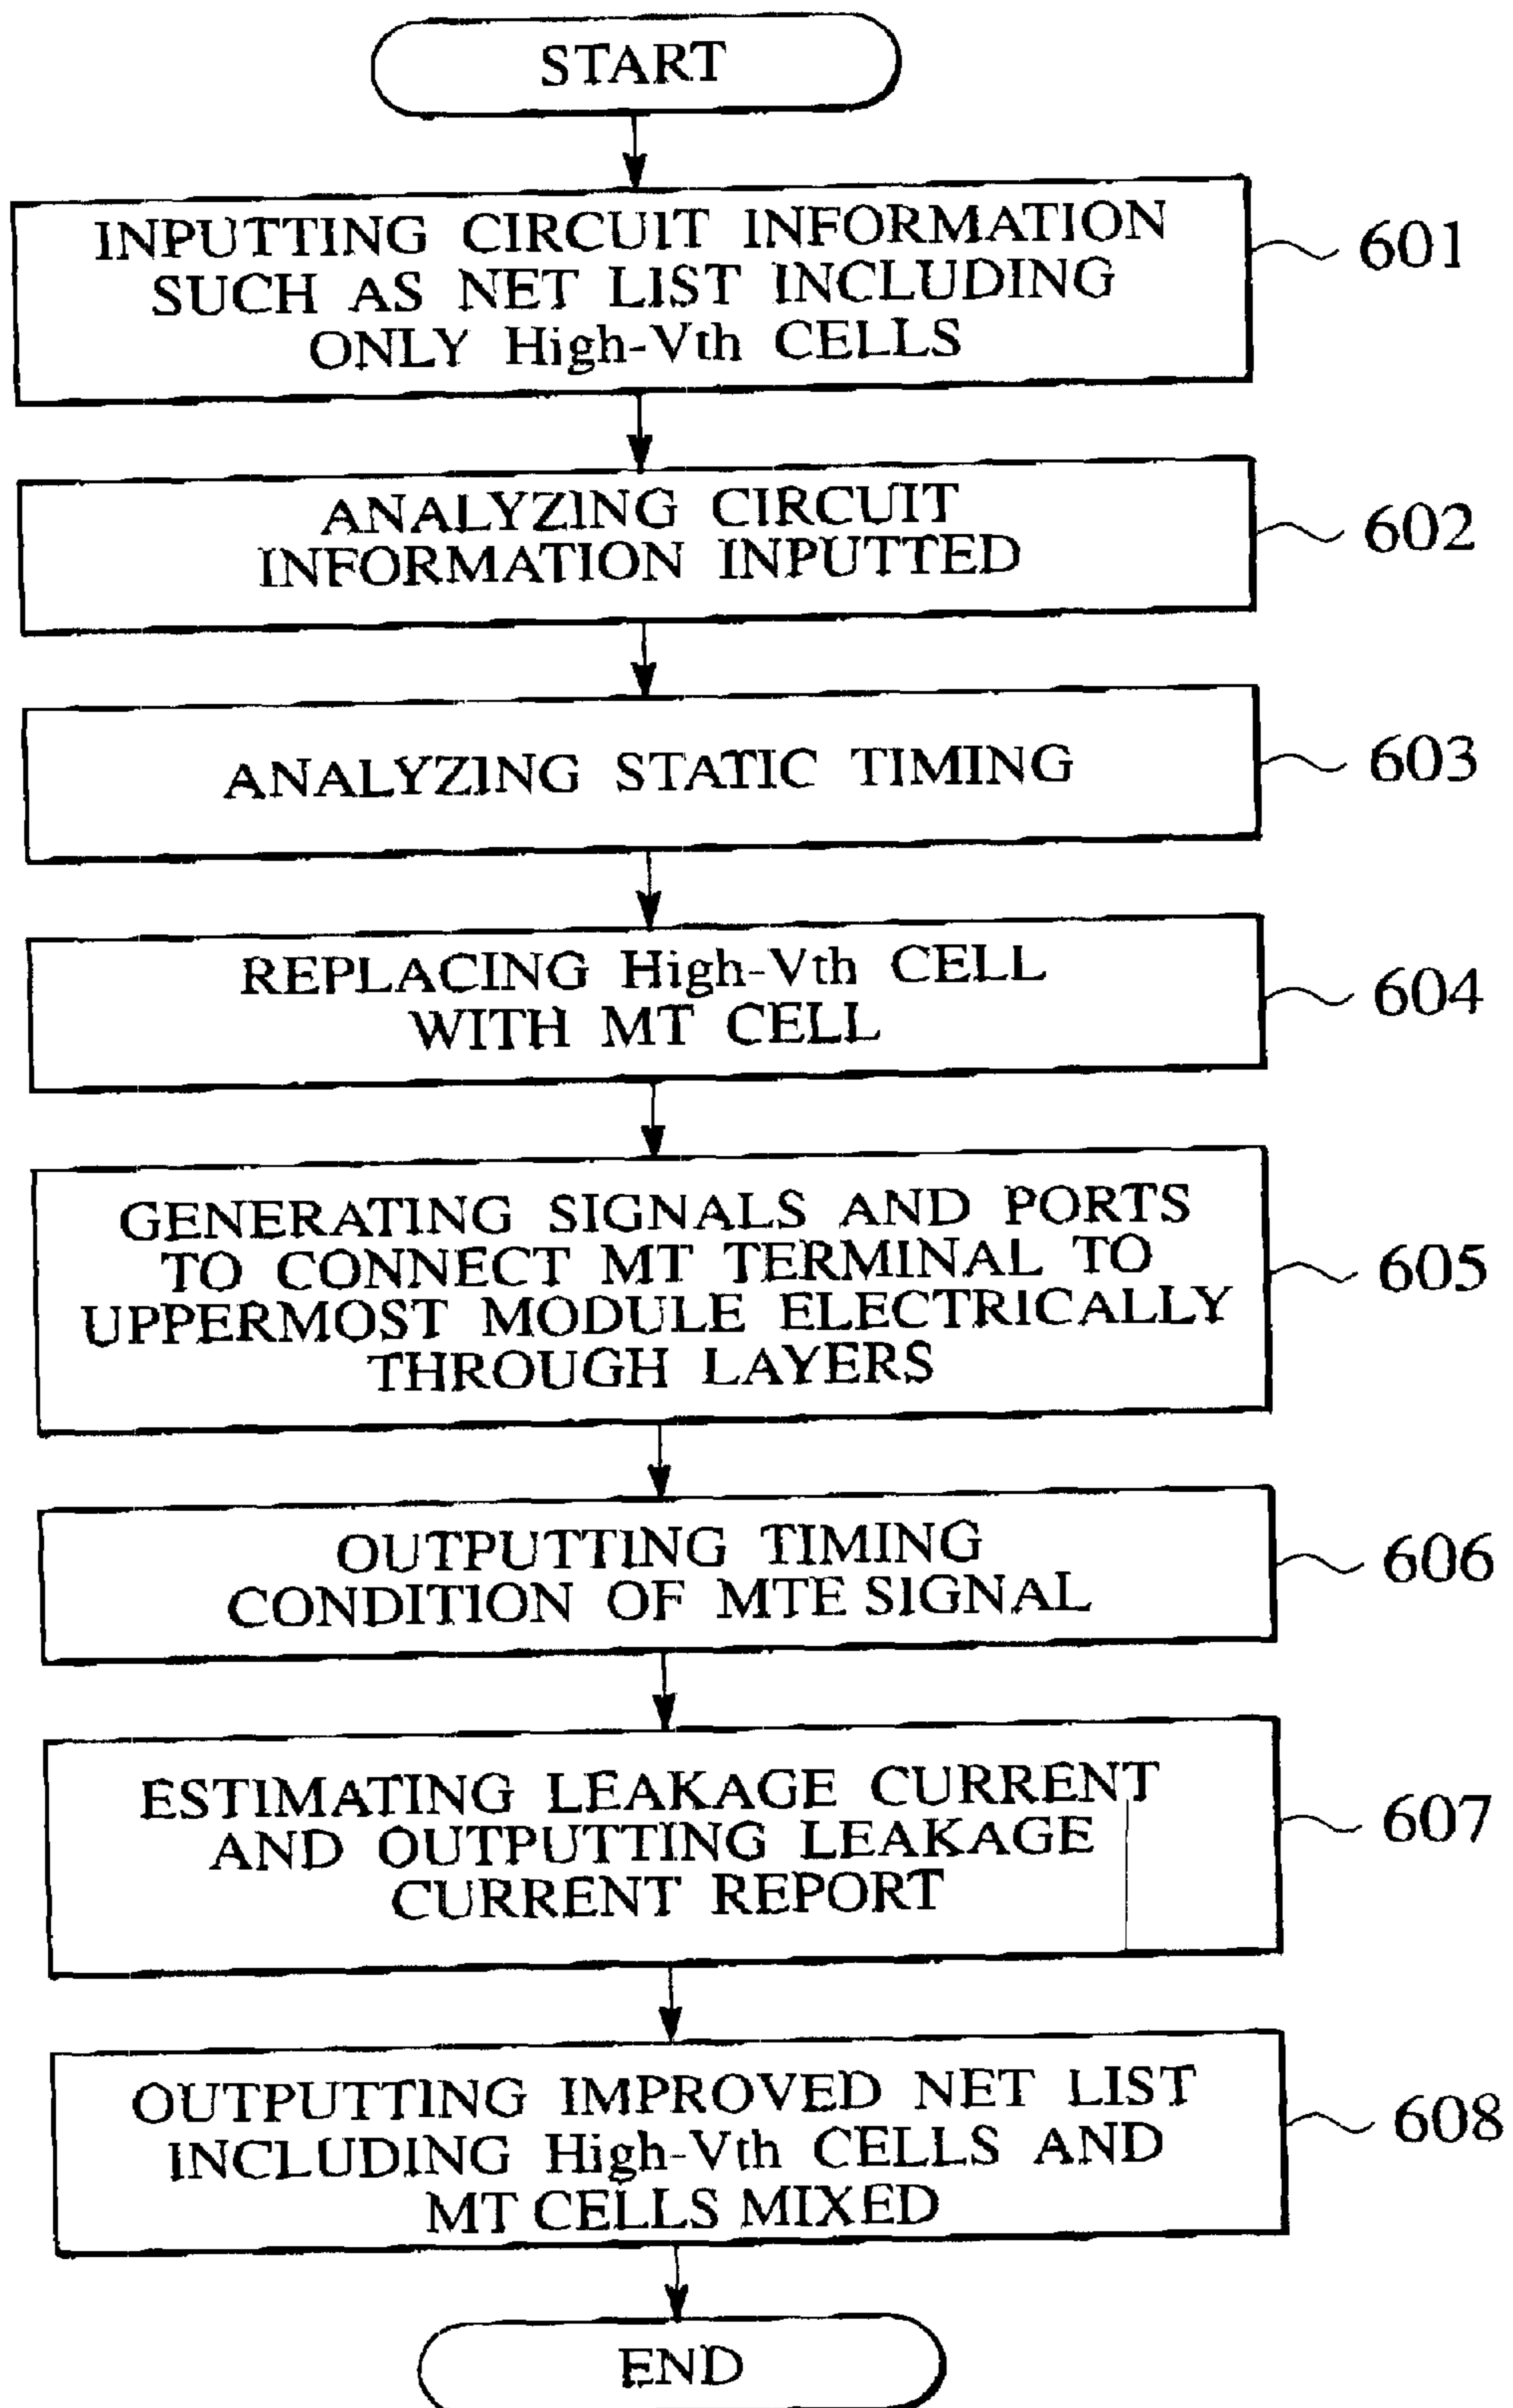 START
INPUTTING CIRCUIT INFORMATION
SUCH AS NET LIST INCLUDING
ONLY High-Vth CELLS
601
ANALYZING CIRCUIT
INFORMATION INPUTTED
602
ANALYZING STATIC TIMING
603
REPLACING High-Vth CELL
WITH MT CELL
604
GENERATING SIGNALS AND PORTS
TO CONNECT MT TERMINAL TO
UPPERMOST MODULE ELECTRICALLY
THROUGH LAYERS
605
OUTPUTTING TIMING
CONDITION OF MTE SIGNAL
606
ESTIMATING LEAKAGE CURRENT
AND OUTPUTTING LEAKAGE
CURRENT REPORT
607
OUTPUTTING IMPROVED NET LIST
INCLUDING High-Vth CELLS AND
MT CELLS MIXED
608
END